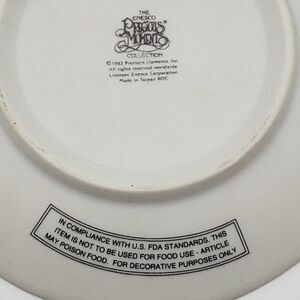 THE
ENESCO
PRECIOUS
MOMENTS
COLLECTION
©1993 Precious Moments, Inc.
All rights reserved worldwide
Licensee Enesco Corporation
Made in Taiwan ROC
IN COMPLIANCE WITH U.S. FDA STANDARDS, THIS
ITEM IS NOT TO BE USED FOR FOOD USE - ARTICLE
MAY POISON FOOD. FOR DECORATIVE PURPOSES ONLY